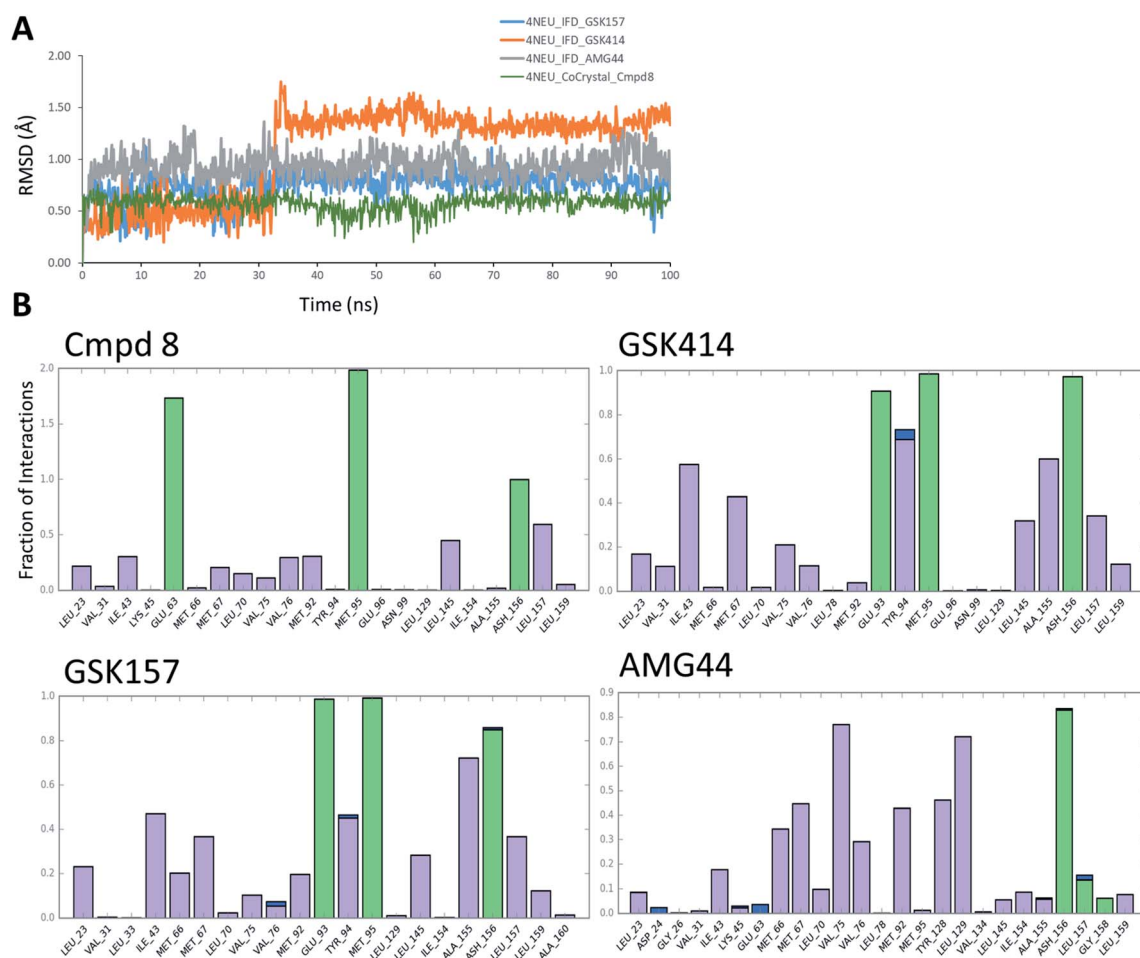 A
4NEU_IFD_GSK157
4NEU_IFD_GSK414
4NEU_IFD_AMG44
4NEU_CoCrystal_Cmpd8
2.00
1.50
1.00
0.50
0.00
RMSD (Å)
0 10 20 30 40 50 60 70 80 90 100
Time (ns)
B
Cmpd 8
Fraction of Interactions
2.0
1.5
1.0
0.5
0.0
LEU_23 VAL_31 ILE_43 LYS_45 GLU_63 MET_66 MET_67 LEU_70 VAL_75 VAL_76 MET_92 TYR_94 MET_95 GLU_96 ASN_99 LEU_129 LEU_145 ILE_154 ALA_155 ASH_156 LEU_157 LEU_159
GSK414
1.0
0.8
0.6
0.4
0.2
0.0
LEU_23 VAL_31 ILE_43 MET_66 MET_67 LEU_70 VAL_75 VAL_76 LEU_78 MET_92 GLU_93 TYR_94 MET_95 GLU_96 ASN_99 LEU_129 LEU_145 ALA_155 ASH_156 LEU_157 LEU_159
GSK157
1.0
0.8
0.6
0.4
0.2
0.0
LEU_23 VAL_31 LEU_33 ILE_43 MET_66 MET_67 LEU_70 VAL_75 VAL_76 MET_92 GLU_93 TYR_94 MET_95 LEU_129 LEU_145 ILE_154 ALA_155 ASH_156 LEU_157 LEU_159 ALA_160
AMG44
0.9
0.8
0.7
0.6
0.5
0.4
0.3
0.2
0.1
0.0
LEU_23 ASP_24 GLY_26 VAL_31 ILE_43 LYS_45 GLU_63 MET_66 MET_67 LEU_70 VAL_75 VAL_76 LEU_78 MET_92 MET_95 TYR_128 LEU_129 VAL_134 LEU_145 ILE_154 ALA_155 ASH_156 LEU_157 GLY_158 LEU_159